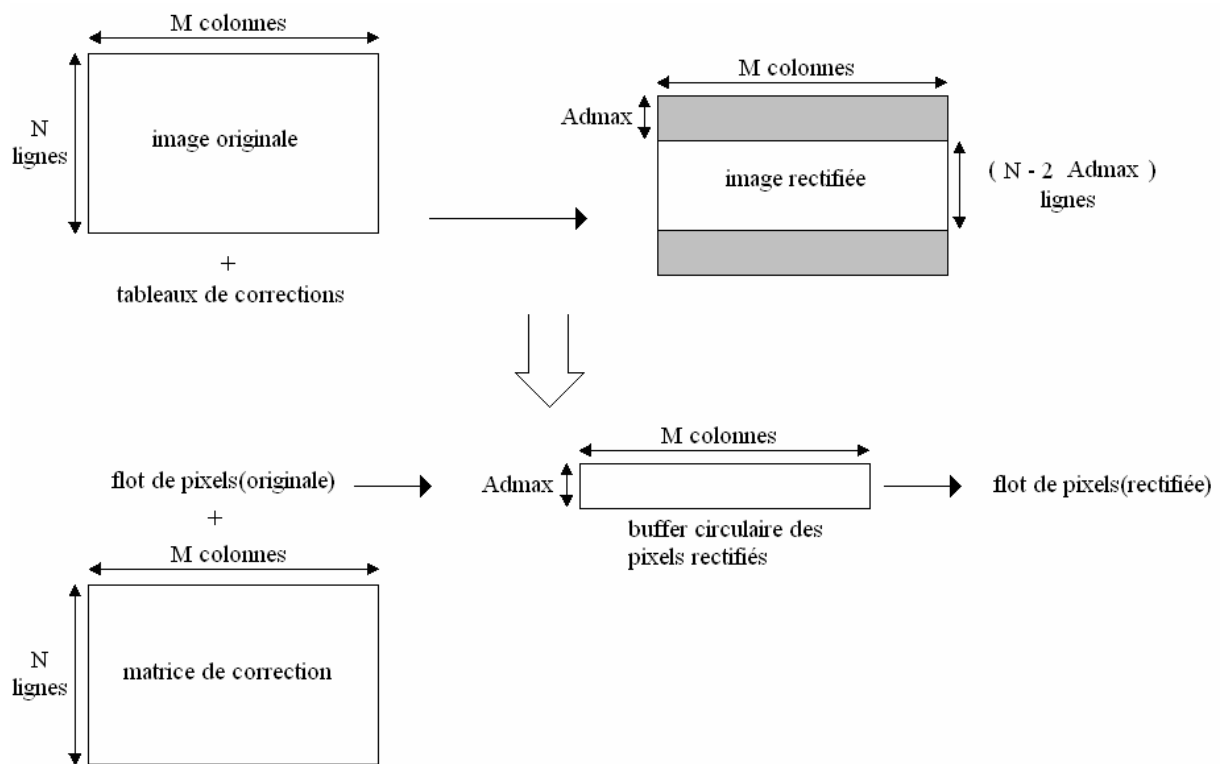 M colonnes
N
lignes
image originale
+
tableaux de corrections
M colonnes
Admax
image rectifiée
( N - 2 Admax )
lignes
flot de pixels(originale)
+
M colonnes
Admax
buffer circulaire des
pixels rectifiés
flot de pixels(rectifiée)
M colonnes
N
lignes
matrice de correction